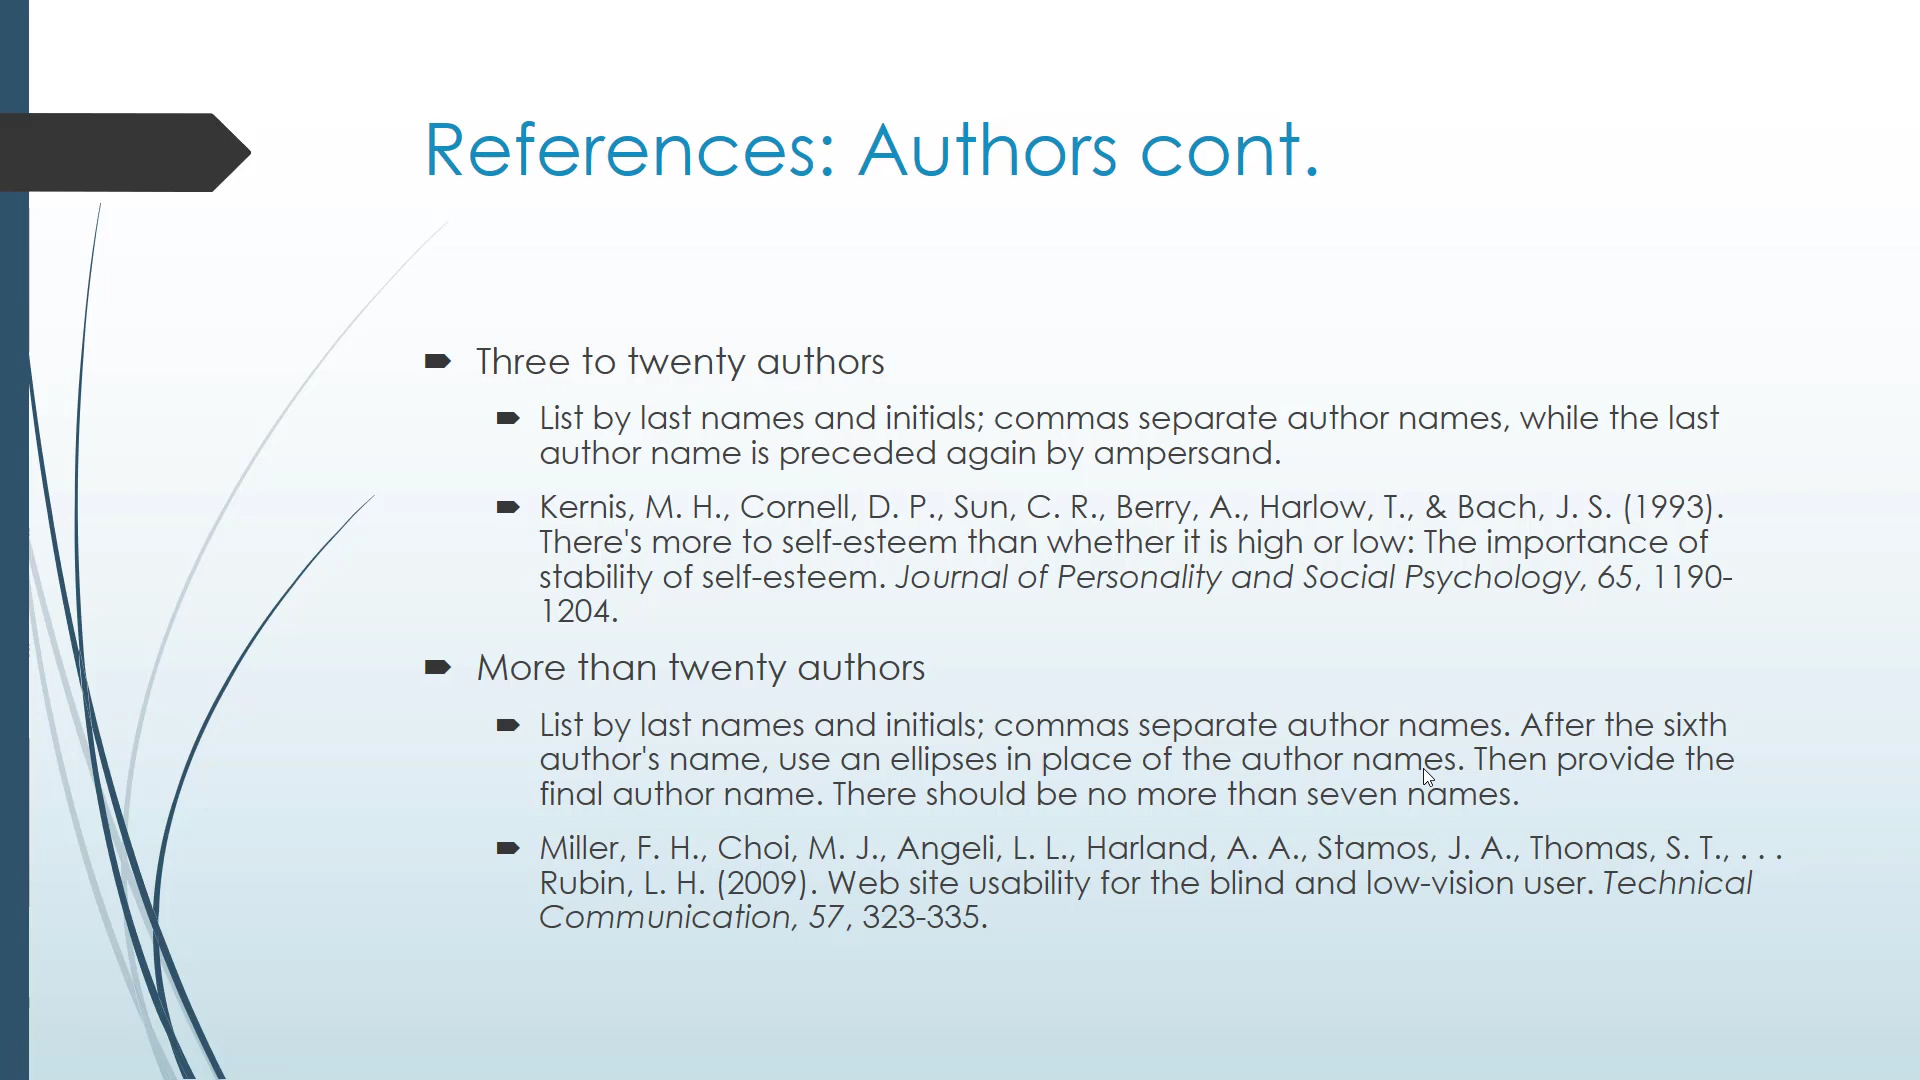 References: Authors cont.
Three to twenty authors
List by last names and initials; commas separate author names, while the last
author name is preceded again by ampersand.
Kernis, M. H., Cornell, D. P., Sun, C. R., Berry, A., Harlow, T., & Bach, J. S. (1993).
There's more to self-esteem than whether it is high or low: The importance of
stability of self-esteem. Journal of Personality and Social Psychology, 65, 1190-
1204.
More than twenty authors
List by last names and initials; commas separate author names. After the sixth
author's name, use an ellipses in place of the author names. Then provide the
final author name. There should be no more than seven names.
Miller, F. H., Choi, M. J., Angeli, L. L., Harland, A. A., Stamos, J. A., Thomas, S. T., . . .
Rubin, L. H. (2009). Web site usability for the blind and low-vision user. Technical
Communication, 57, 323-335.